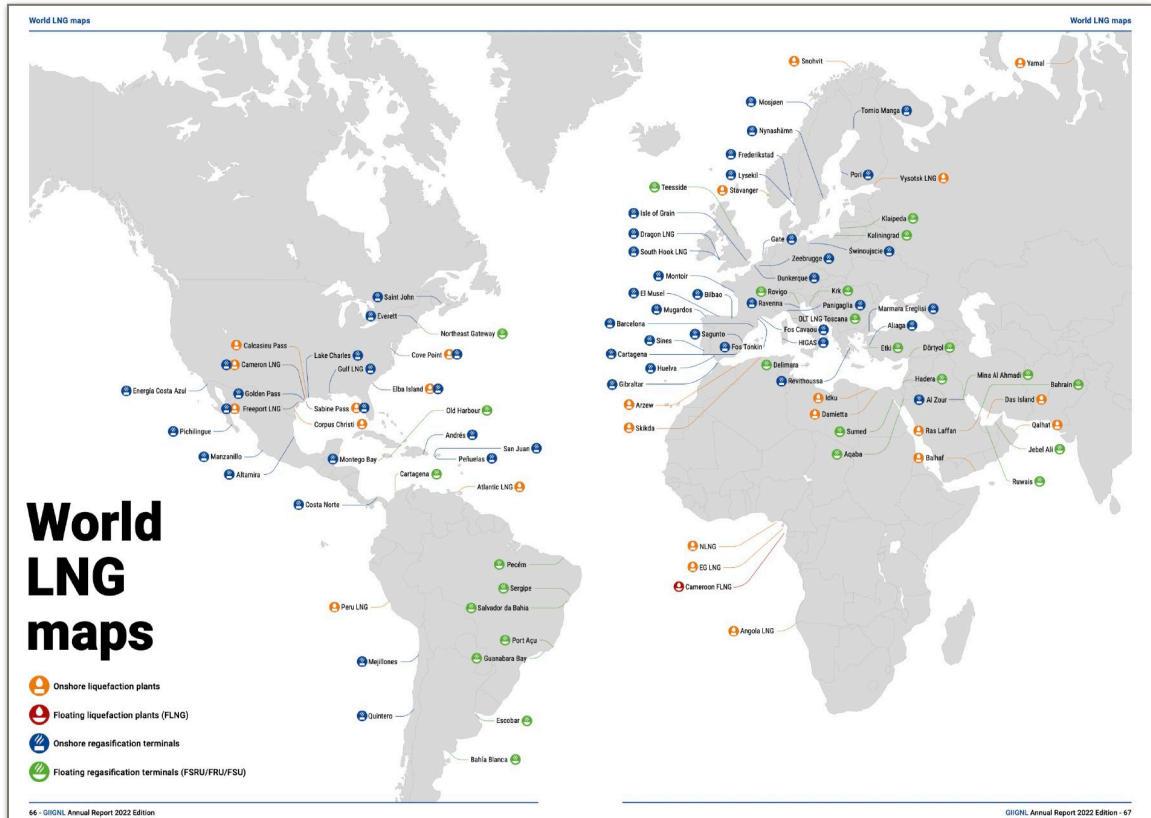 World LNG maps
World LNG maps
Saint John
Everett
Northeast Gateway
Calcasieu Pass
Cameron LNG
Lake Charles
Cove Point
Gulf LNG
Energía Costa Azul
Golden Pass
Elba Island
Freeport LNG
Sabine Pass
Old Harbour
Corpus Christi
Pichilingue
Andrés
San Juan
Manzanillo
Montego Bay
Peñuelas
Altamira
Cartagena
Atlantic LNG
Costa Norte
Pecém
Sergipe
Peru LNG
Salvador da Bahia
Port Açu
Guanabara Bay
Mejillones
Quintero
Escobar
Bahía Blanca
World
LNG
maps
Onshore liquefaction plants
Floating liquefaction plants (FLNG)
Onshore regasification terminals
Floating regasification terminals (FSRU/FRU/FSU)
Snohvit
Yamal
Mosjøen
Tornio Manga
Nynashämn
Frederikstad
Lysekil
Pori
Vysotsk LNG
Teesside
Stavanger
Isle of Grain
Klaipeda
Dragon LNG
Gate
Kaliningrad
South Hook LNG
Świnoujście
Zeebrugge
Montoir
Dunkerque
El Musel
Bilbao
Rovigo
Krk
Mugardos
Ravenna
Panigaglia
Marmara Ereglisi
OLT LNG Toscana
Barcelona
Fos Cavaou
Aliaga
Sagunto
Sines
HIGAS
Fos Tonkin
Etki
Dörtyol
Cartagena
Huelva
Delimara
Revithoussa
Gibraltar
Hadera
Mina Al Ahmadi
Bahrain
Arzew
Idku
Al Zour
Das Island
Damietta
Skikda
Sumed
Ras Laffan
Qalhat
Aqaba
Balhaf
Jebel Ali
Ruwais
NLNG
EG LNG
Cameroon FLNG
Angola LNG
66 - GIIGNL Annual Report 2022 Edition
GIIGNL Annual Report 2022 Edition - 67